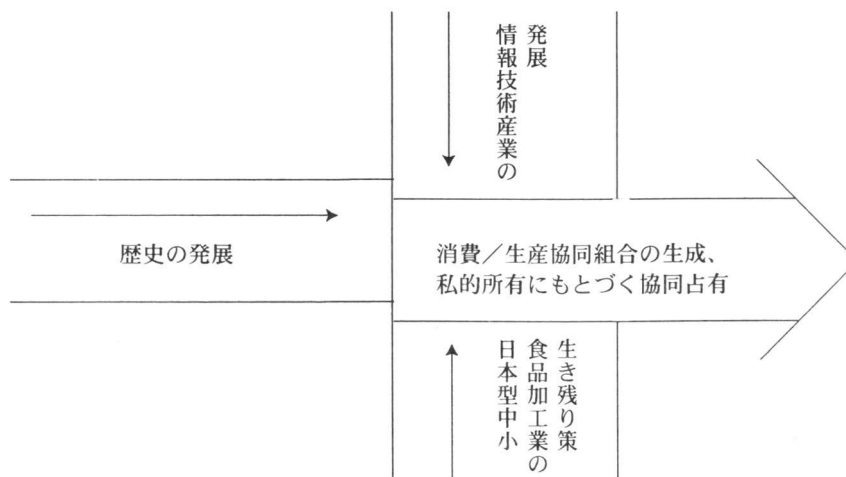 情報技術産業の
発展
歴史の発展
消費／生産協同組合の生成、
私的所有にもとづく協同占有
日本型中小
食品加工業の
生き残り策